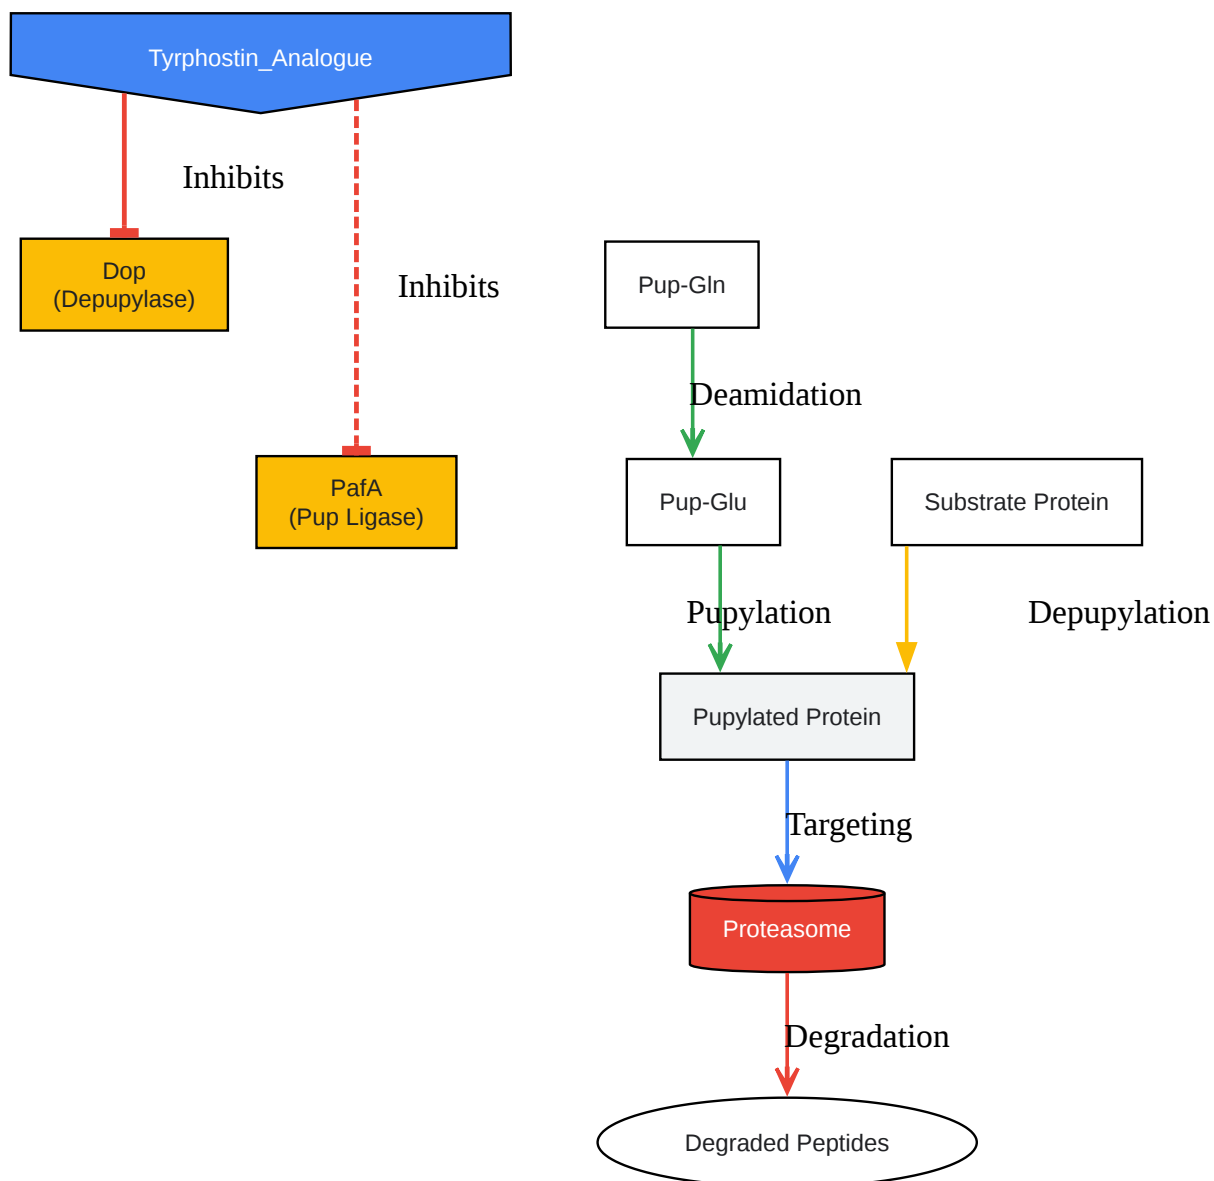 Tyrphostin_Analogue
Inhibits
Dop
(Depupylase)
Inhibits
Pup-Gln
Deamidation
PafA
(Pup Ligase)
Pup-Glu
Substrate Protein
Pupylation
Depupylation
Pupylated Protein
Targeting
Proteasome
Degradation
Degraded Peptides